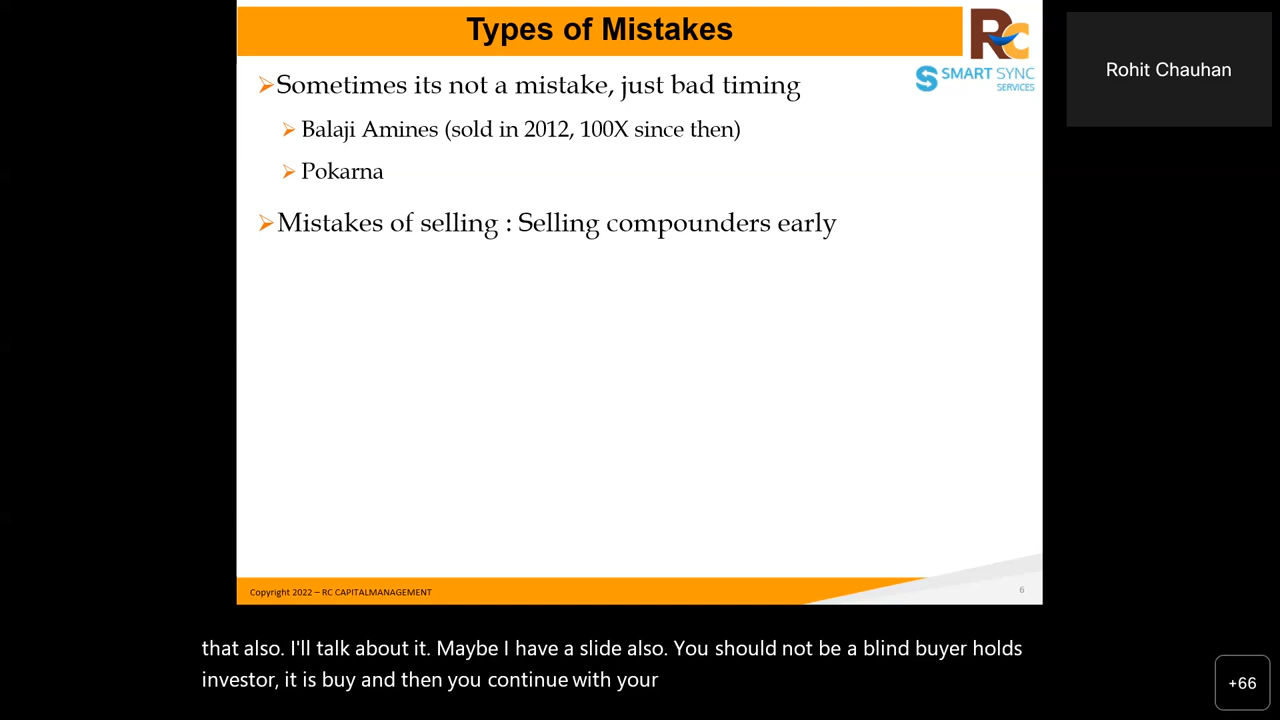 Types of Mistakes
RC
SMART SYNC
SERVICES
Rohit Chauhan
Sometimes its not a mistake, just bad timing
Balaji Amines (sold in 2012, 100X since then)
Pokarna
Mistakes of selling : Selling compounders early
Copyright 2022 – RC CAPITALMANAGEMENT
6
that also. I'll talk about it. Maybe I have a slide also. You should not be a blind buyer holds
investor, it is buy and then you continue with your
+66